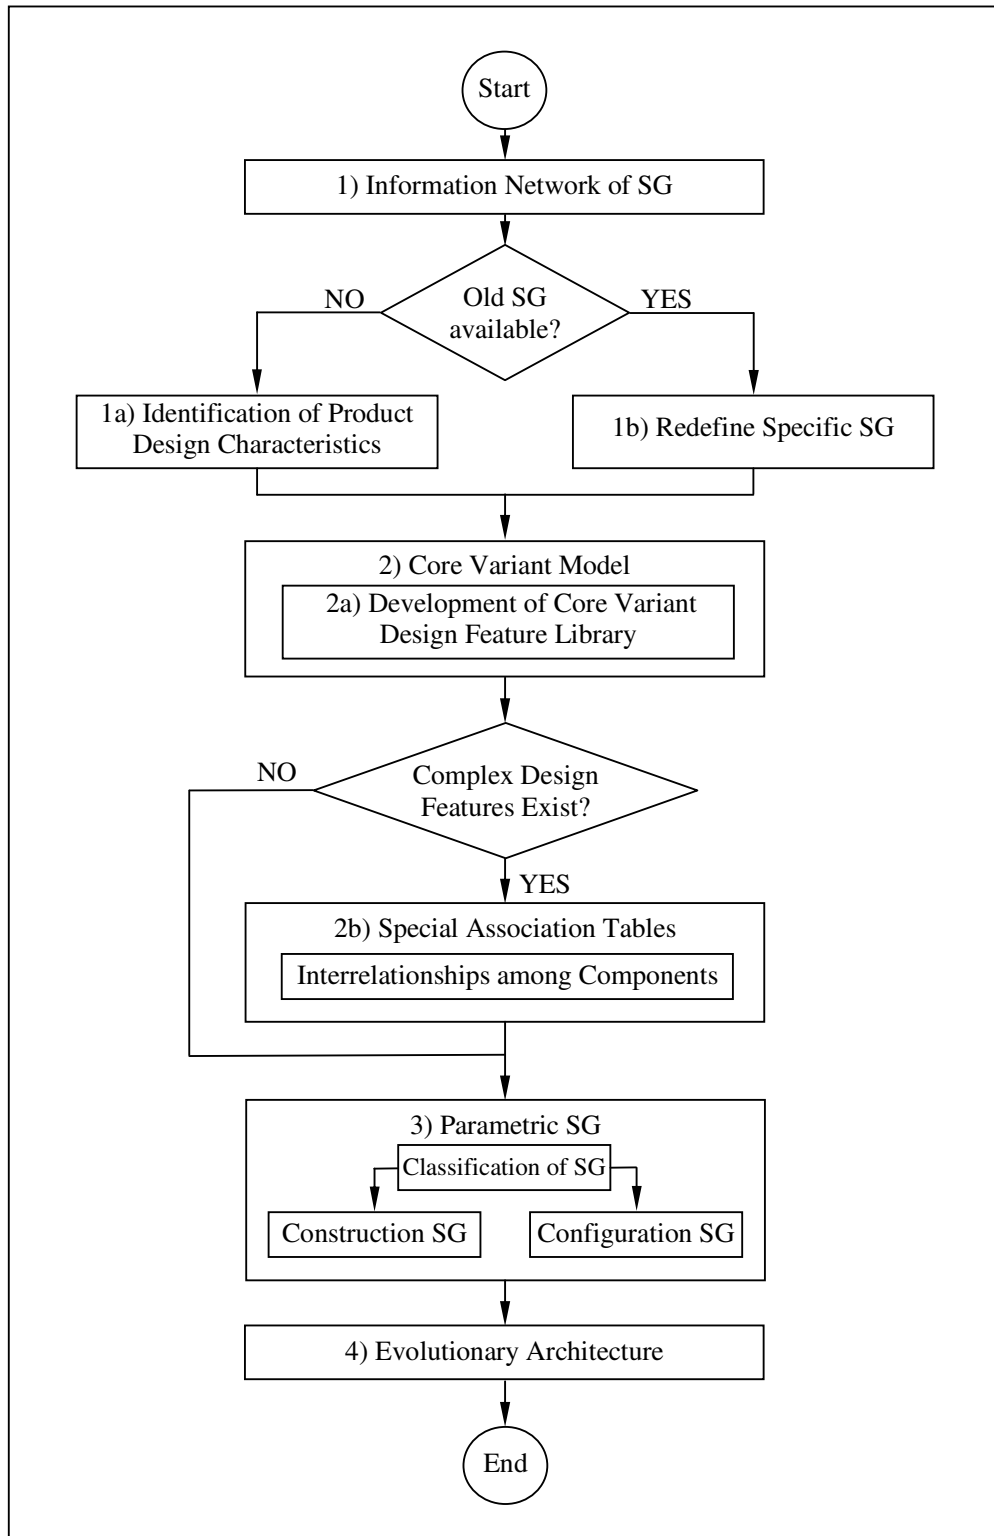 Start
1) Information Network of SG
Old SG
available?
NO
YES
1a) Identification of Product
Design Characteristics
1b) Redefine Specific SG
2) Core Variant Model
2a) Development of Core Variant
Design Feature Library
Complex Design
Features Exist?
NO
YES
2b) Special Association Tables
Interrelationships among Components
3) Parametric SG
Classification of SG
Construction SG
Configuration SG
4) Evolutionary Architecture
End